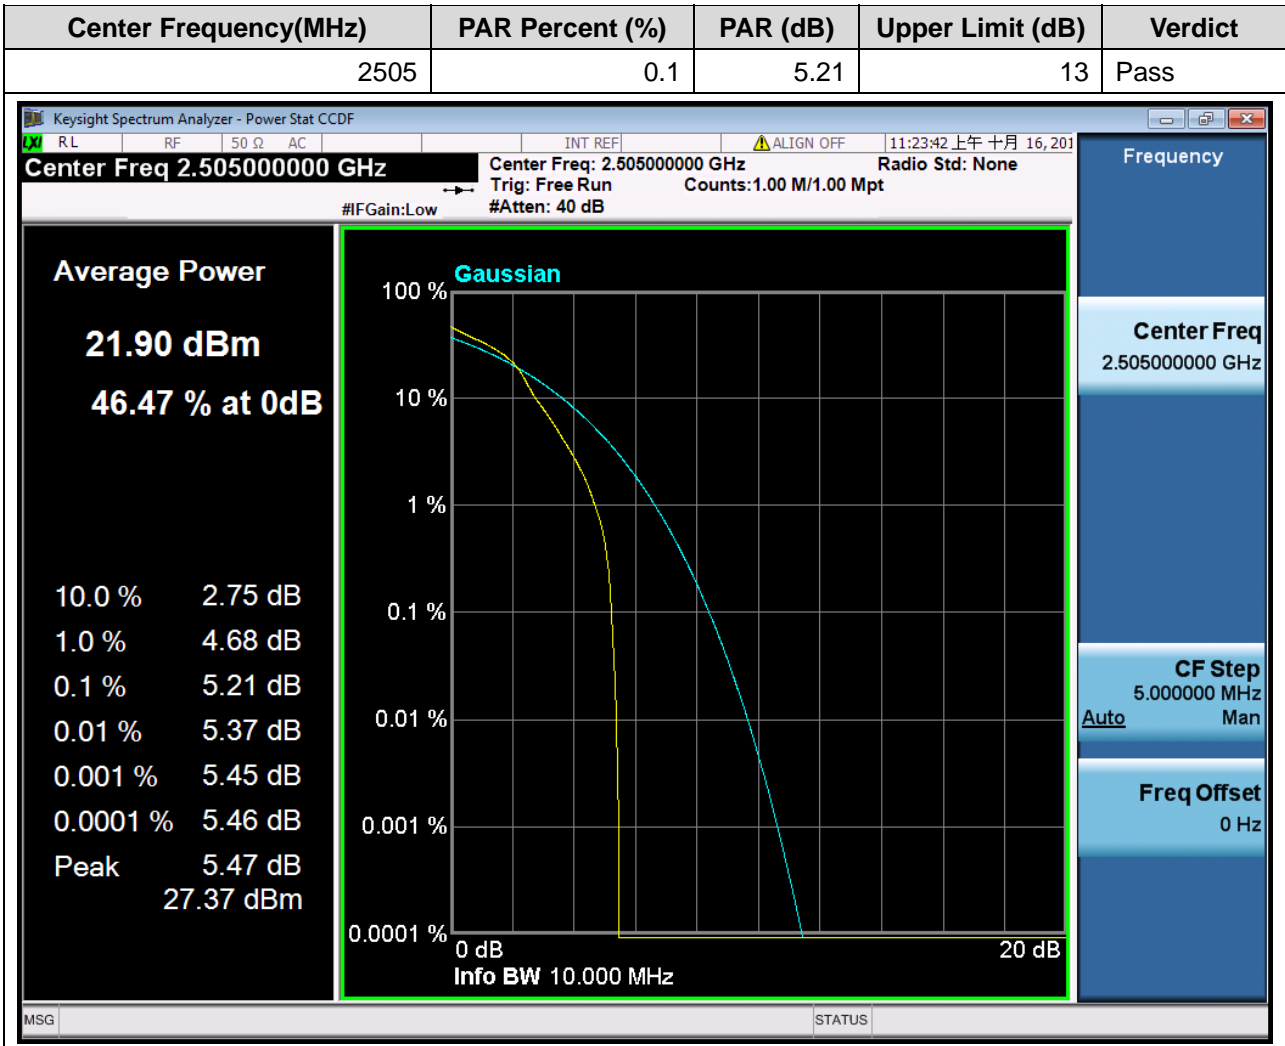 Center Frequency(MHz) PAR Percent (%) PAR (dB) Upper Limit (dB) Verdict
2505 0.1 5.21 13 Pass
Keysight Spectrum Analyzer - Power Stat CCDF
LXI RL RF 50 Ω AC INT REF ALIGN OFF 11:23:42 上午 十月 16, 201
Center Freq 2.505000000 GHz
#IFGain:Low
Center Freq: 2.505000000 GHz
Trig: Free Run Counts:1.00 M/1.00 Mpt
#Atten: 40 dB
Radio Std: None
Frequency
Average Power
21.90 dBm
46.47 % at 0dB
10.0 % 2.75 dB
1.0 % 4.68 dB
0.1 % 5.21 dB
0.01 % 5.37 dB
0.001 % 5.45 dB
0.0001 % 5.46 dB
Peak 5.47 dB
27.37 dBm
Gaussian
100 %
10 %
1 %
0.1 %
0.01 %
0.001 %
0.0001 %
0 dB 20 dB
Info BW 10.000 MHz
Center Freq
2.505000000 GHz
CF Step
5.000000 MHz
Auto Man
Freq Offset
0 Hz
MSG STATUS